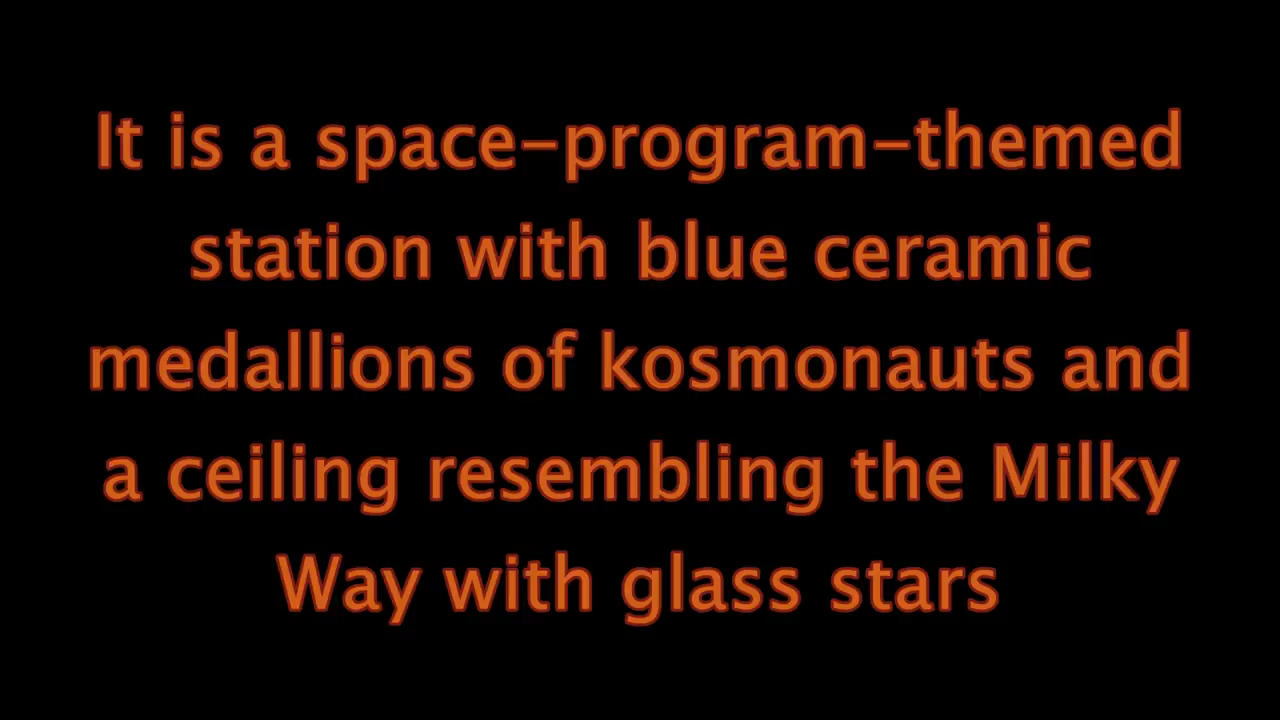 It is a space-program-themed
station with blue ceramic
medallions of kosmonauts and
a ceiling resembling the Milky
Way with glass stars